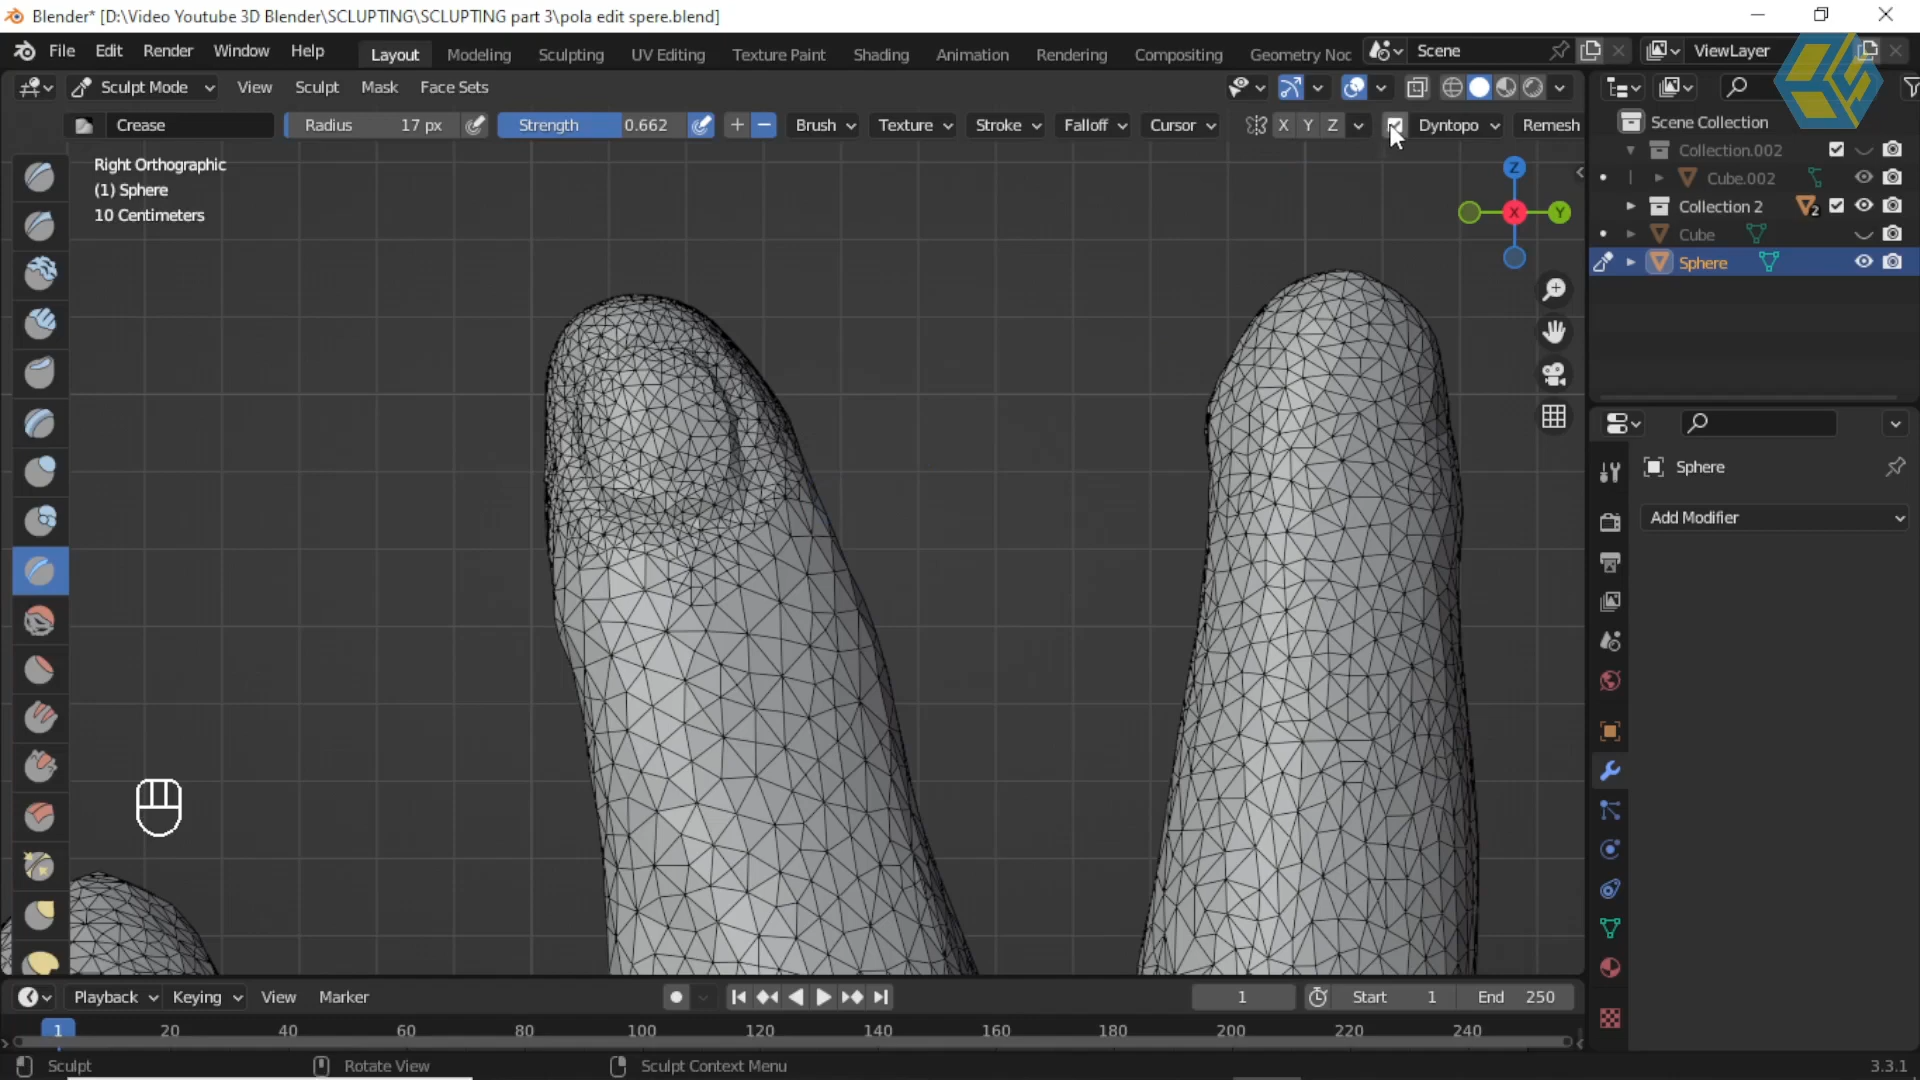 Blender* [D:\Video Youtube 3D Blender\SCLUPTING\SCLUPTING part 3\pola edit spere.blend]
File Edit Render Window Help Layout Modeling Sculpting UV Editing Texture Paint Shading Animation Rendering Compositing Geometry Noc Scene ViewLayer
Sculpt Mode View Sculpt Mask Face Sets
Crease Radius 17 px Strength 0.662 Brush Texture Stroke Falloff Cursor X Y Z Dyntopo Remesh
Right Orthographic
(1) Sphere
10 Centimeters
Z
X
Y
Scene Collection
Collection.002
Cube.002
Collection 2 2
Cube
Sphere
Sphere
Add Modifier
Playback Keying View Marker 1 Start 1 End 250
1 20 40 60 80 100 120 140 160 180 200 220 240
Sculpt Rotate View Sculpt Context Menu 3.3.1